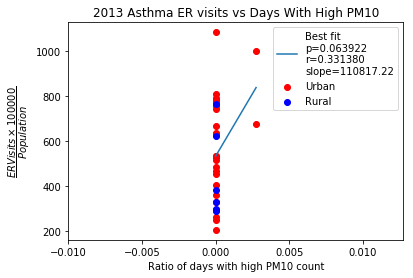 2013 Asthma ER visits vs Days With High PM10
Best fit
p=0.063922
r=0.331380
slope=110817.22
Urban
Rural
1000
800
600
400
200
ERVisits × 100000
Population
−0.010
−0.005
0.000
0.005
0.010
Ratio of days with high PM10 count